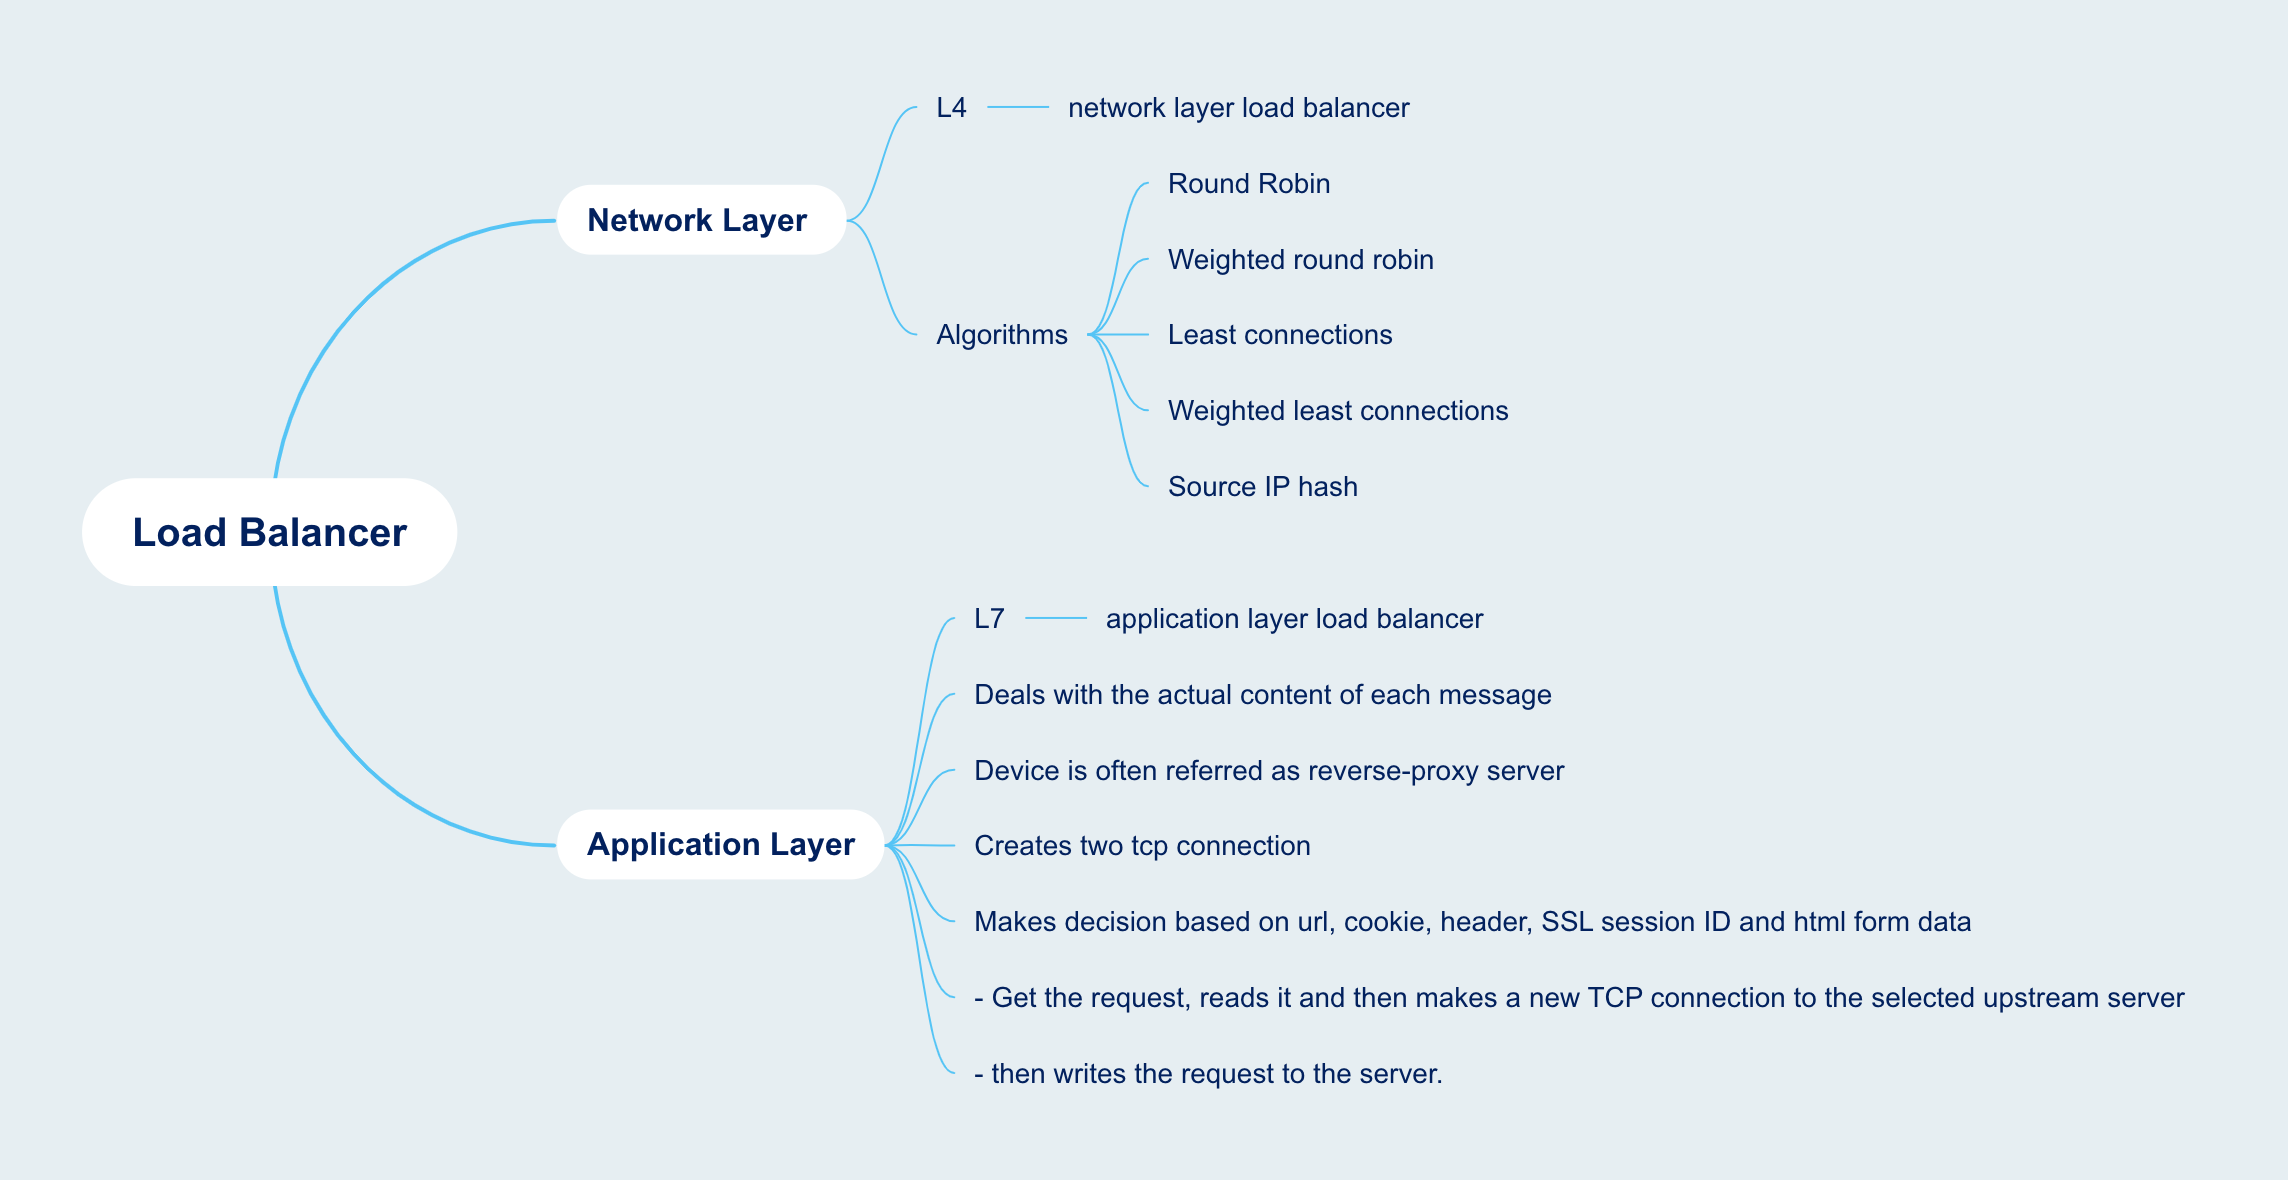 Load Balancer
Network Layer
L4
network layer load balancer
Algorithms
Round Robin
Weighted round robin
Least connections
Weighted least connections
Source IP hash
Application Layer
L7
application layer load balancer
Deals with the actual content of each message
Device is often referred as reverse-proxy server
Creates two tcp connection
Makes decision based on url, cookie, header, SSL session ID and html form data
- Get the request, reads it and then makes a new TCP connection to the selected upstream server
- then writes the request to the server.